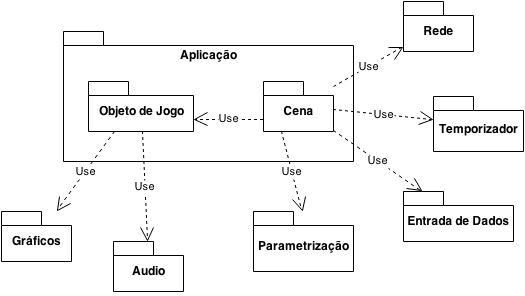 Rede
Aplicação
Use
Objeto de Jogo
Use
Cena
Use
Temporizador
Use
Use
Use
Use
Entrada de Dados
Gráficos
Audio
Parametrização